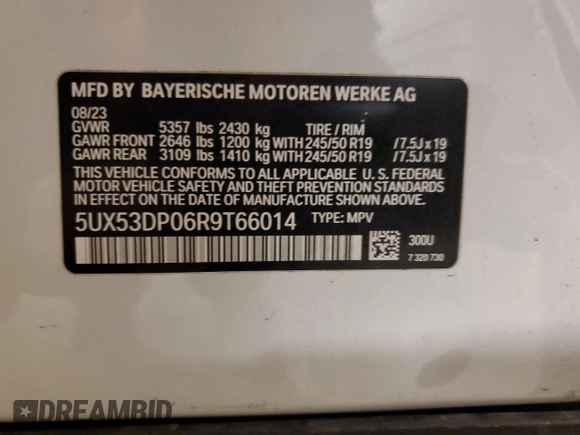 MFD BY BAYERISCHE MOTOREN WERKE AG
08/23
GVWR 5357 lbs 2430 kg TIRE / RIM
GAWR FRONT 2646 lbs 1200 kg WITH 245/50 R19 /7.5J x 19
GAWR REAR 3109 lbs 1410 kg WITH 245/50 R19 /7.5J x 19
THIS VEHICLE CONFORMS TO ALL APPLICABLE U. S. FEDERAL
MOTOR VEHICLE SAFETY AND THEFT PREVENTION STANDARDS
IN EFFECT ON THE DATE OF MANUFACTURE SHOWN ABOVE.
5UX53DP06R9T66014 TYPE: MPV
300U
7 320 730
DREAMBID